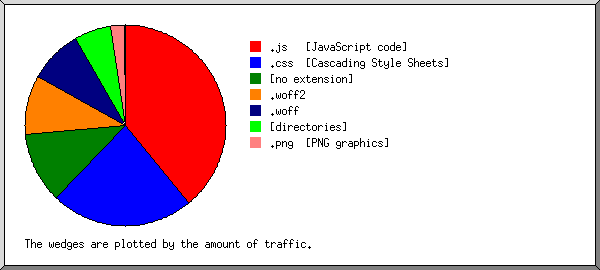 .js [JavaScript code]
.css [Cascading Style Sheets]
[no extension]
.woff2
.woff
[directories]
.png [PNG graphics]
The wedges are plotted by the amount of traffic.